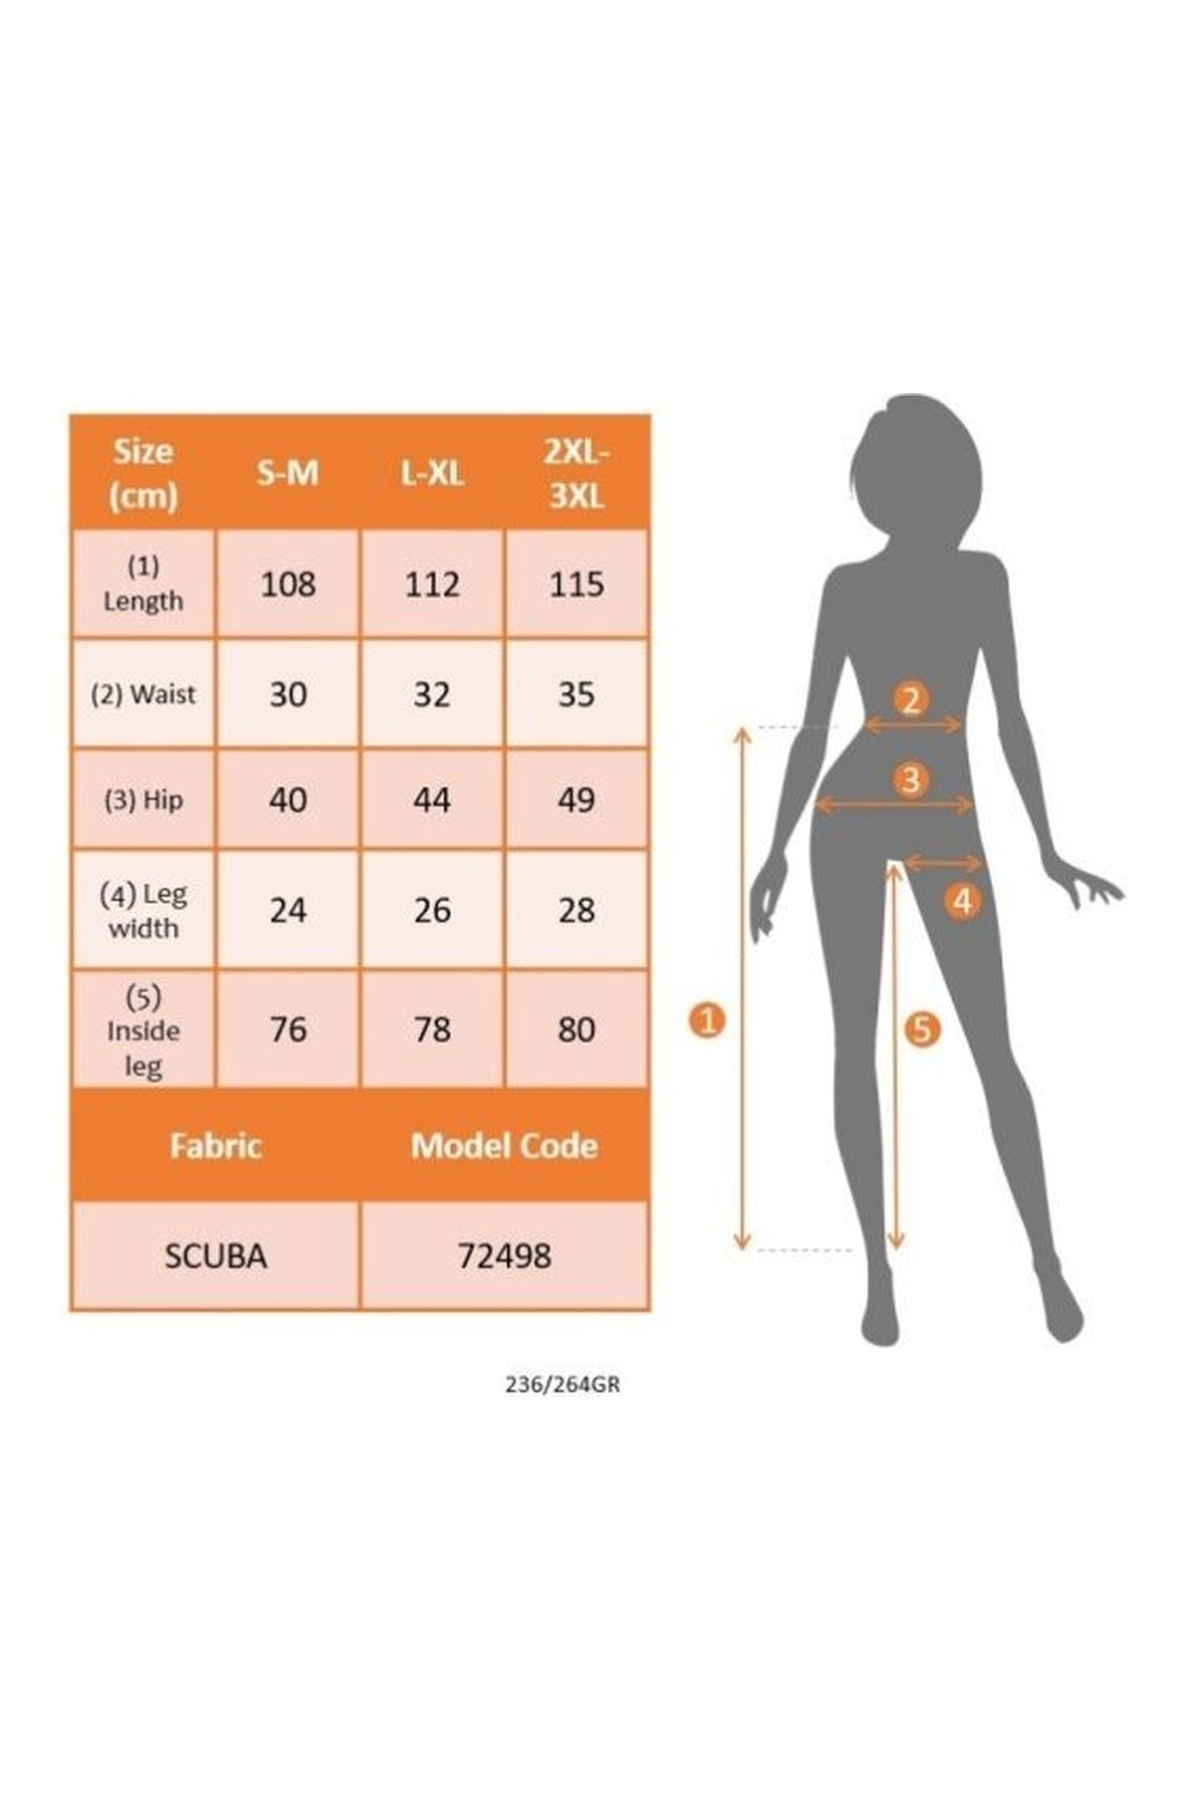 Size
(cm)
S-M
L-XL
2XL-
3XL
(1)
Length
108
112
115
(2) Waist
30
32
35
(3) Hip
40
44
49
(4) Leg
width
24
26
28
(5)
Inside
leg
76
78
80
Fabric
Model Code
SCUBA
72498
236/264GR
2
3
4
1
5